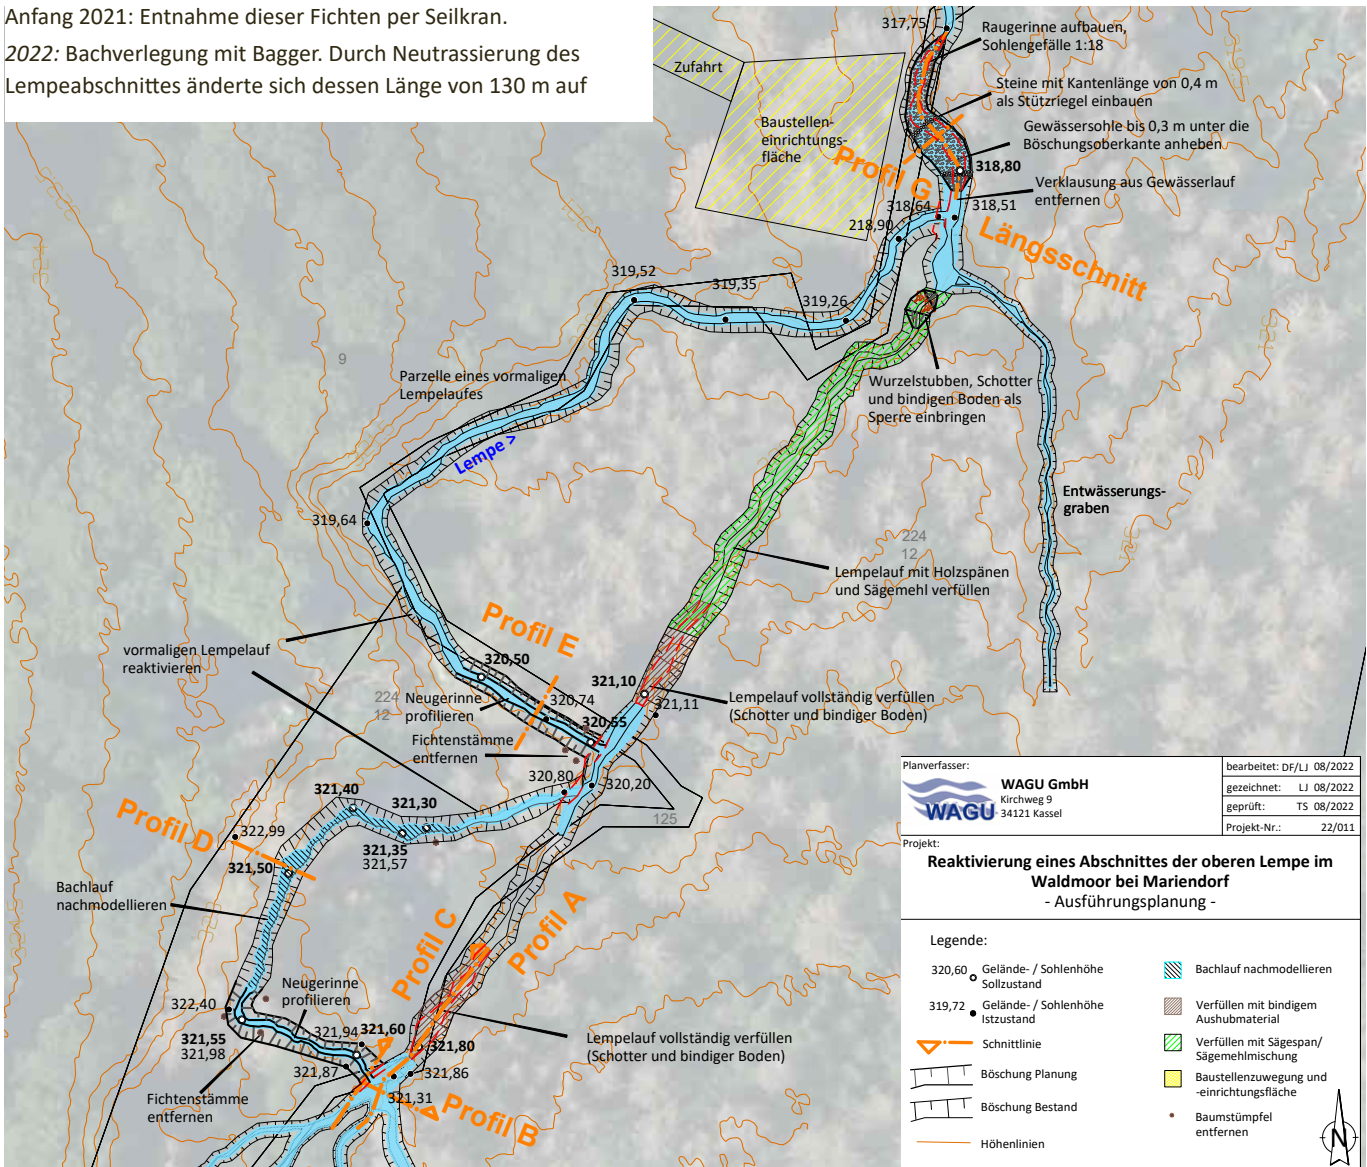 Anfang 2021: Entnahme dieser Fichten per Seilkran.
2022: Bachverlegung mit Bagger. Durch Neutrassierung des
Lempeabschnittes änderte sich dessen Länge von 130 m auf
317,75
Raugerinne aufbauen,
Sohlengefälle 1:18
Zufahrt
Steine mit Kantenlänge von 0,4 m
als Stützriegel einbauen
Baustellen-
einrichtungs-
fläche
Gewässersohle bis 0,3 m unter die
Böschungsoberkante anheben
Profil G
318,80
Verklausung aus Gewässerlauf
entfernen
318,64
318,51
218,90
Längsschnitt
319,52
319,35
319,26
9
Parzelle eines vormaligen
Lempelaufes
Wurzelstubben, Schotter
und bindigen Boden als
Sperre einbringen
Lempe >
Entwässerungs-
graben
319,64
224
12
Lempelauf mit Holzspänen
und Sägemehl verfüllen
Profil E
vormaligen Lempelauf
reaktivieren
320,50
321,10
224
12
Neugerinne
profilieren
320,74
Lempelauf vollständig verfüllen
(Schotter und bindiger Boden)
321,11
320,55
Fichtenstämme
entfernen
320,80
320,20
321,40
321,30
125
Profil D
322,99
321,35
321,57
321,50
Bachlauf
nachmodellieren
Profil C
Profil A
Neugerinne
profilieren
322,40
321,94
321,60
321,55
321,98
321,80
Lempelauf vollständig verfüllen
(Schotter und bindiger Boden)
321,87
321,86
Fichtenstämme
entfernen
321,31
Profil B
Planverfasser:
WAGU
WAGU GmbH
Kirchweg 9
34121 Kassel
bearbeitet: DF/LJ 08/2022
gezeichnet: LJ 08/2022
geprüft: TS 08/2022
Projekt-Nr.: 22/011
Projekt:
Reaktivierung eines Abschnittes der oberen Lempe im
Waldmoor bei Mariendorf
- Ausführungsplanung -
Legende:
320,60 Gelände- / Sohlenhöhe
Sollzustand
319,72 Gelände- / Sohlenhöhe
Istzustand
Schnittlinie
Böschung Planung
Böschung Bestand
Höhenlinien
Bachlauf nachmodellieren
Verfüllen mit bindigem
Aushubmaterial
Verfüllen mit Sägespan/
Sägemehlmischung
Baustellenzuwegung und
-einrichtungsfläche
Baumstümpfel
entfernen
N